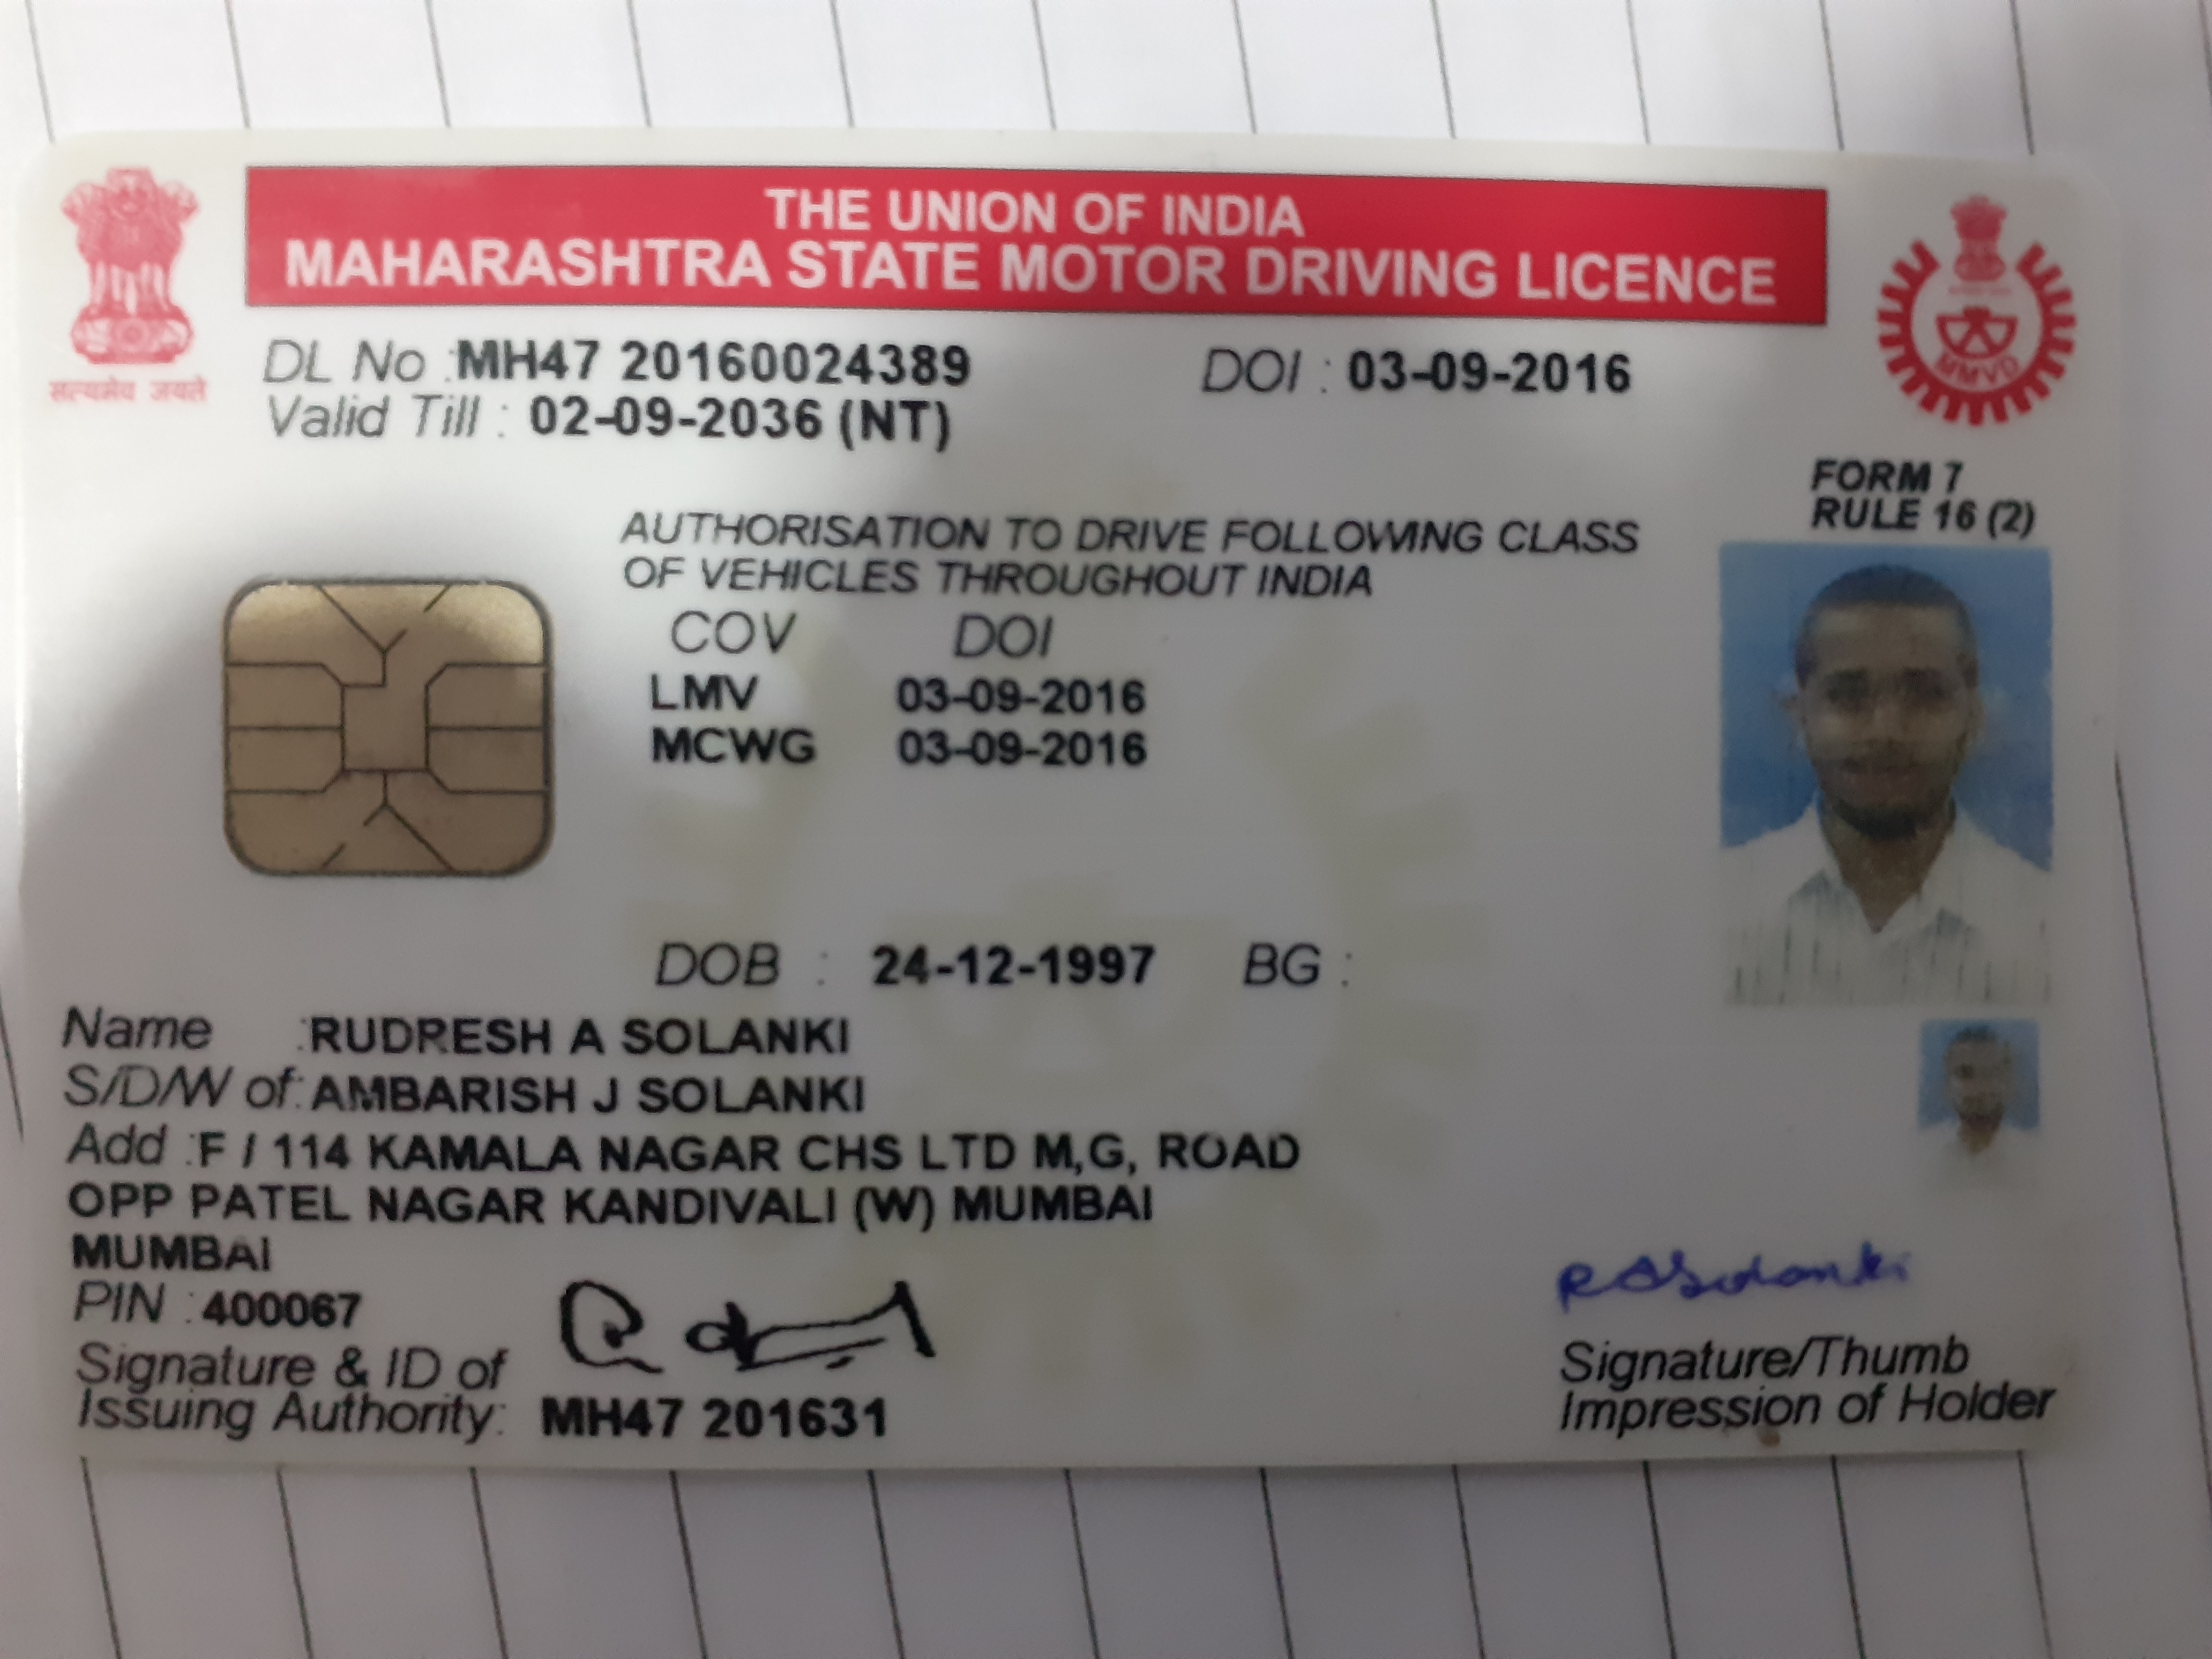 THE UNION OF INDIA
MAHARASHTRA STATE MOTOR DRIVING LICENCE
सत्यमेव जयते
DL No :MH47 20160024389 DOI : 03-09-2016
Valid Till : 02-09-2036 (NT)
FORM 7
RULE 16 (2)
AUTHORISATION TO DRIVE FOLLOWING CLASS
OF VEHICLES THROUGHOUT INDIA
COV DOI
LMV 03-09-2016
MCWG 03-09-2016
DOB : 24-12-1997 BG :
Name :RUDRESH A SOLANKI
S/D/W of: AMBARISH J SOLANKI
Add :F / 114 KAMALA NAGAR CHS LTD M,G, ROAD
OPP PATEL NAGAR KANDIVALI (W) MUMBAI
MUMBAI
PIN : 400067
Signature & ID of
Issuing Authority: MH47 201631
Signature/Thumb
Impression of Holder